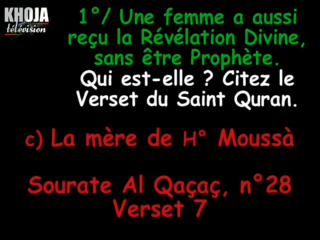 KHOJA
télévision
1°/ Une femme a aussi
reçu la Révélation Divine,
sans être Prophète.
Qui est-elle ? Citez le
Verset du Saint Quran.
c) La mère de H° Moussà
Sourate Al Qaçaç, n°28
Verset 7